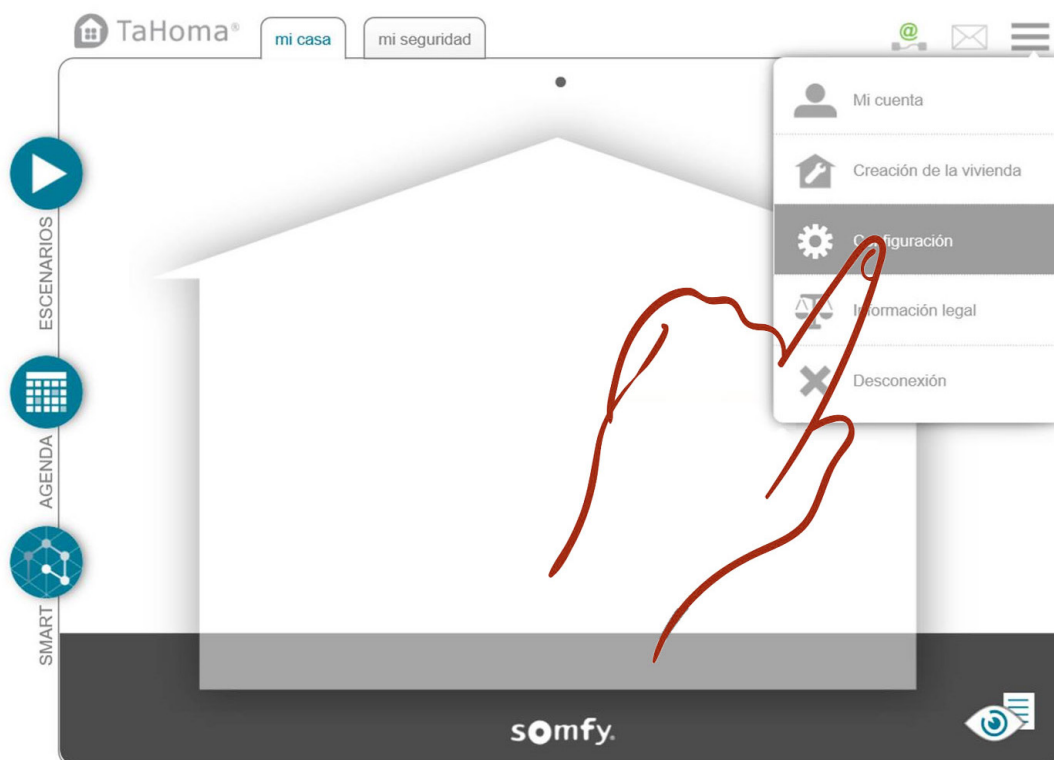 TaHoma®
mi casa
mi seguridad
@
Mi cuenta
Creación de la vivienda
Configuración
Información legal
Desconexión
ESCENARIOS
AGENDA
SMART
somfy.